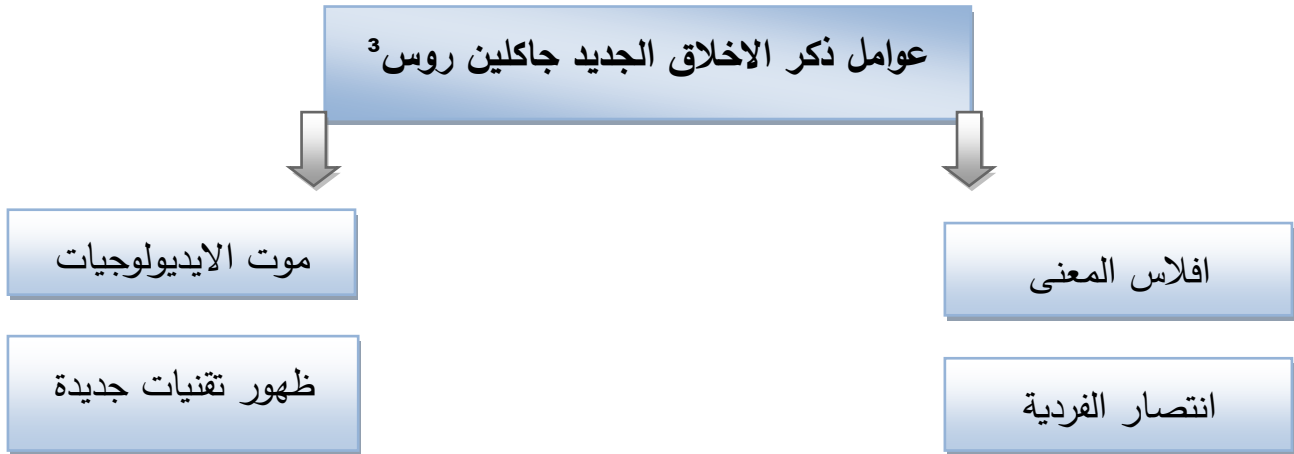 عوامل ذكر الاخلاق الجديد جاكلين روس³
افلاس المعنى
موت الايديولوجيات
انتصار الفردية
ظهور تقنيات جديدة